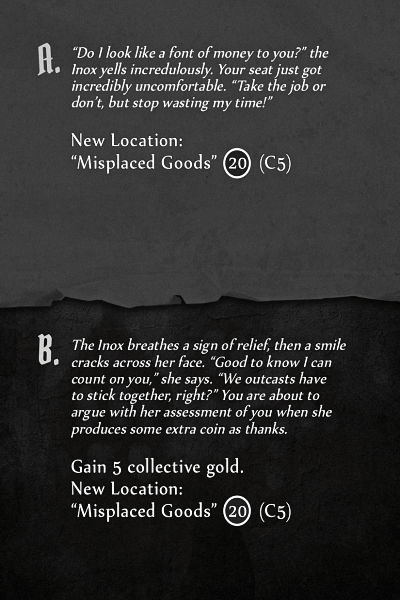 A.
“Do I look like a font of money to you?” the
Inox yells incredulously. Your seat just got
incredibly uncomfortable. “Take the job or
don’t, but stop wasting my time!”
New Location:
“Misplaced Goods” 20 (C5)
B.
The Inox breathes a sign of relief, then a smile
cracks across her face. “Good to know I can
count on you,” she says. “We outcasts have
to stick together, right?” You are about to
argue with her assessment of you when she
produces some extra coin as thanks.
Gain 5 collective gold.
New Location:
“Misplaced Goods” 20 (C5)